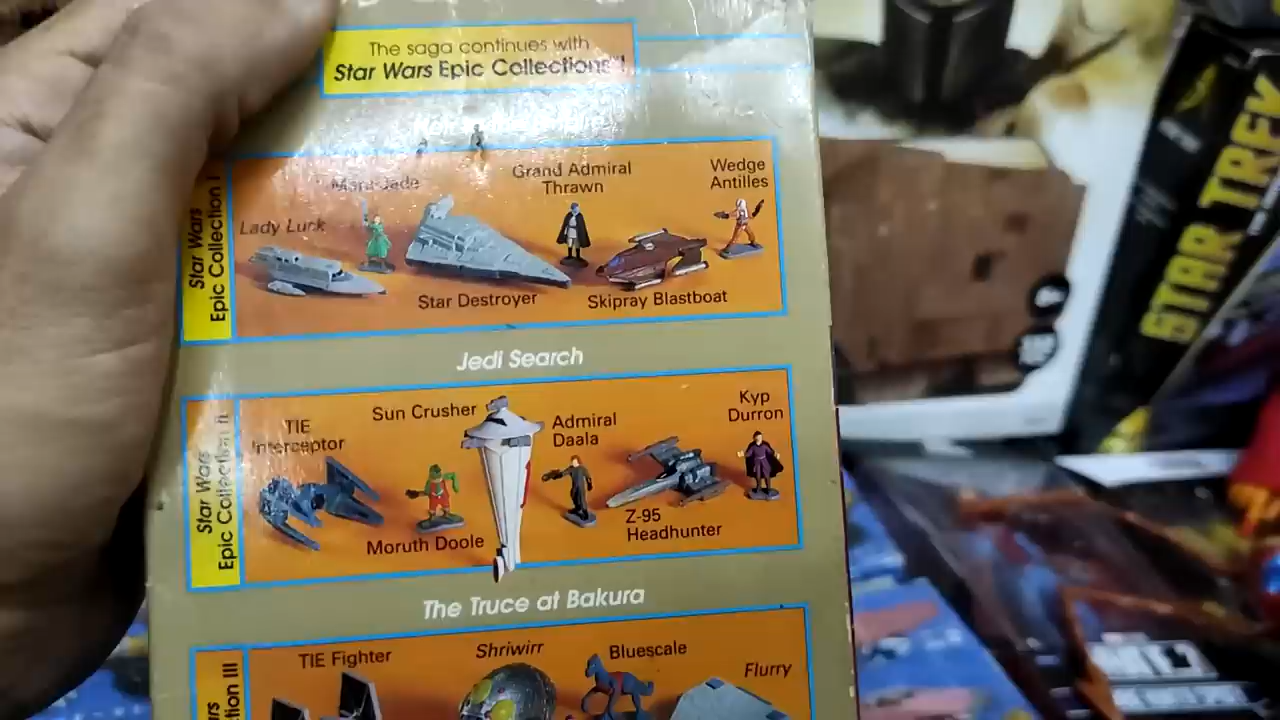 The saga continues with
Star Wars Epic Collections
Star Wars
Epic Collection I
Lady Luck
Mara Jade
Star Destroyer
Grand Admiral
Thrawn
Skipray Blastboat
Wedge
Antilles
Jedi Search
Star Wars
Epic Collection II
TIE
Interceptor
Moruth Doole
Sun Crusher
Admiral
Daala
Z-95
Headhunter
Kyp
Durron
The Truce at Bakura
TIE Fighter
Shriwirr
Bluescale
Flurry
STAR TREK